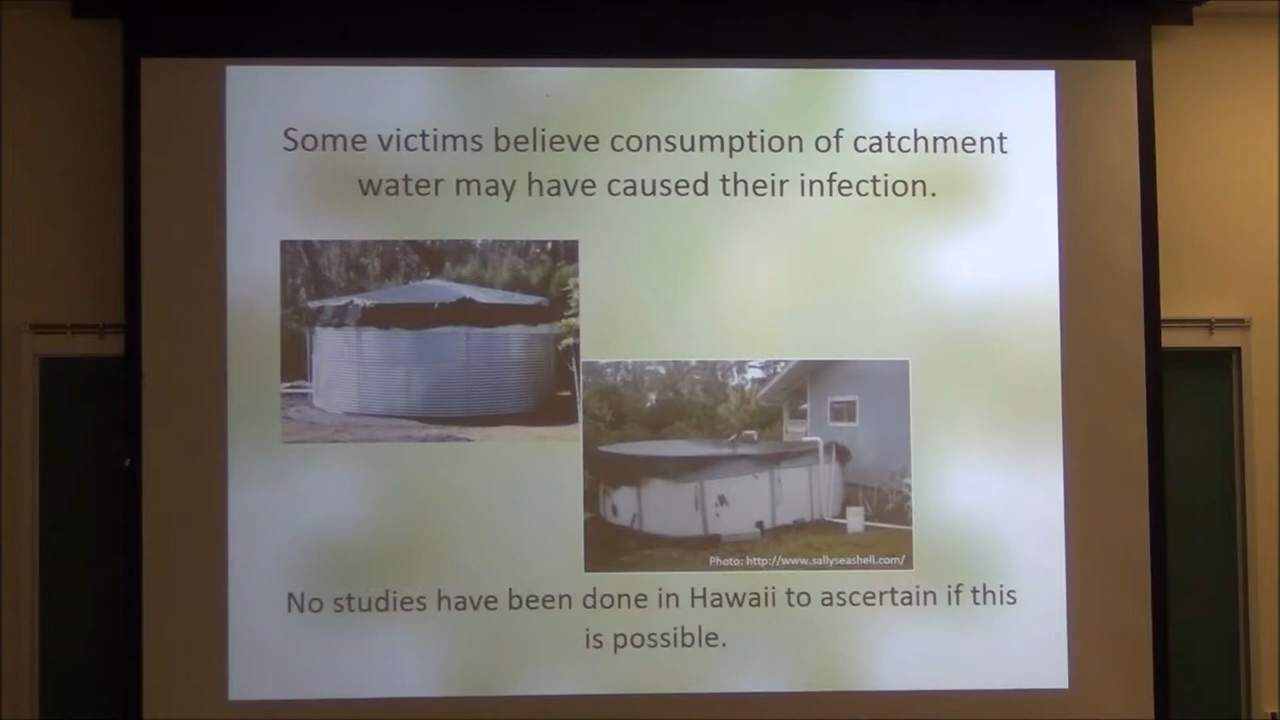 Some victims believe consumption of catchment
water may have caused their infection.
Photo: http://www.sallyseashell.com/
No studies have been done in Hawaii to ascertain if this
is possible.